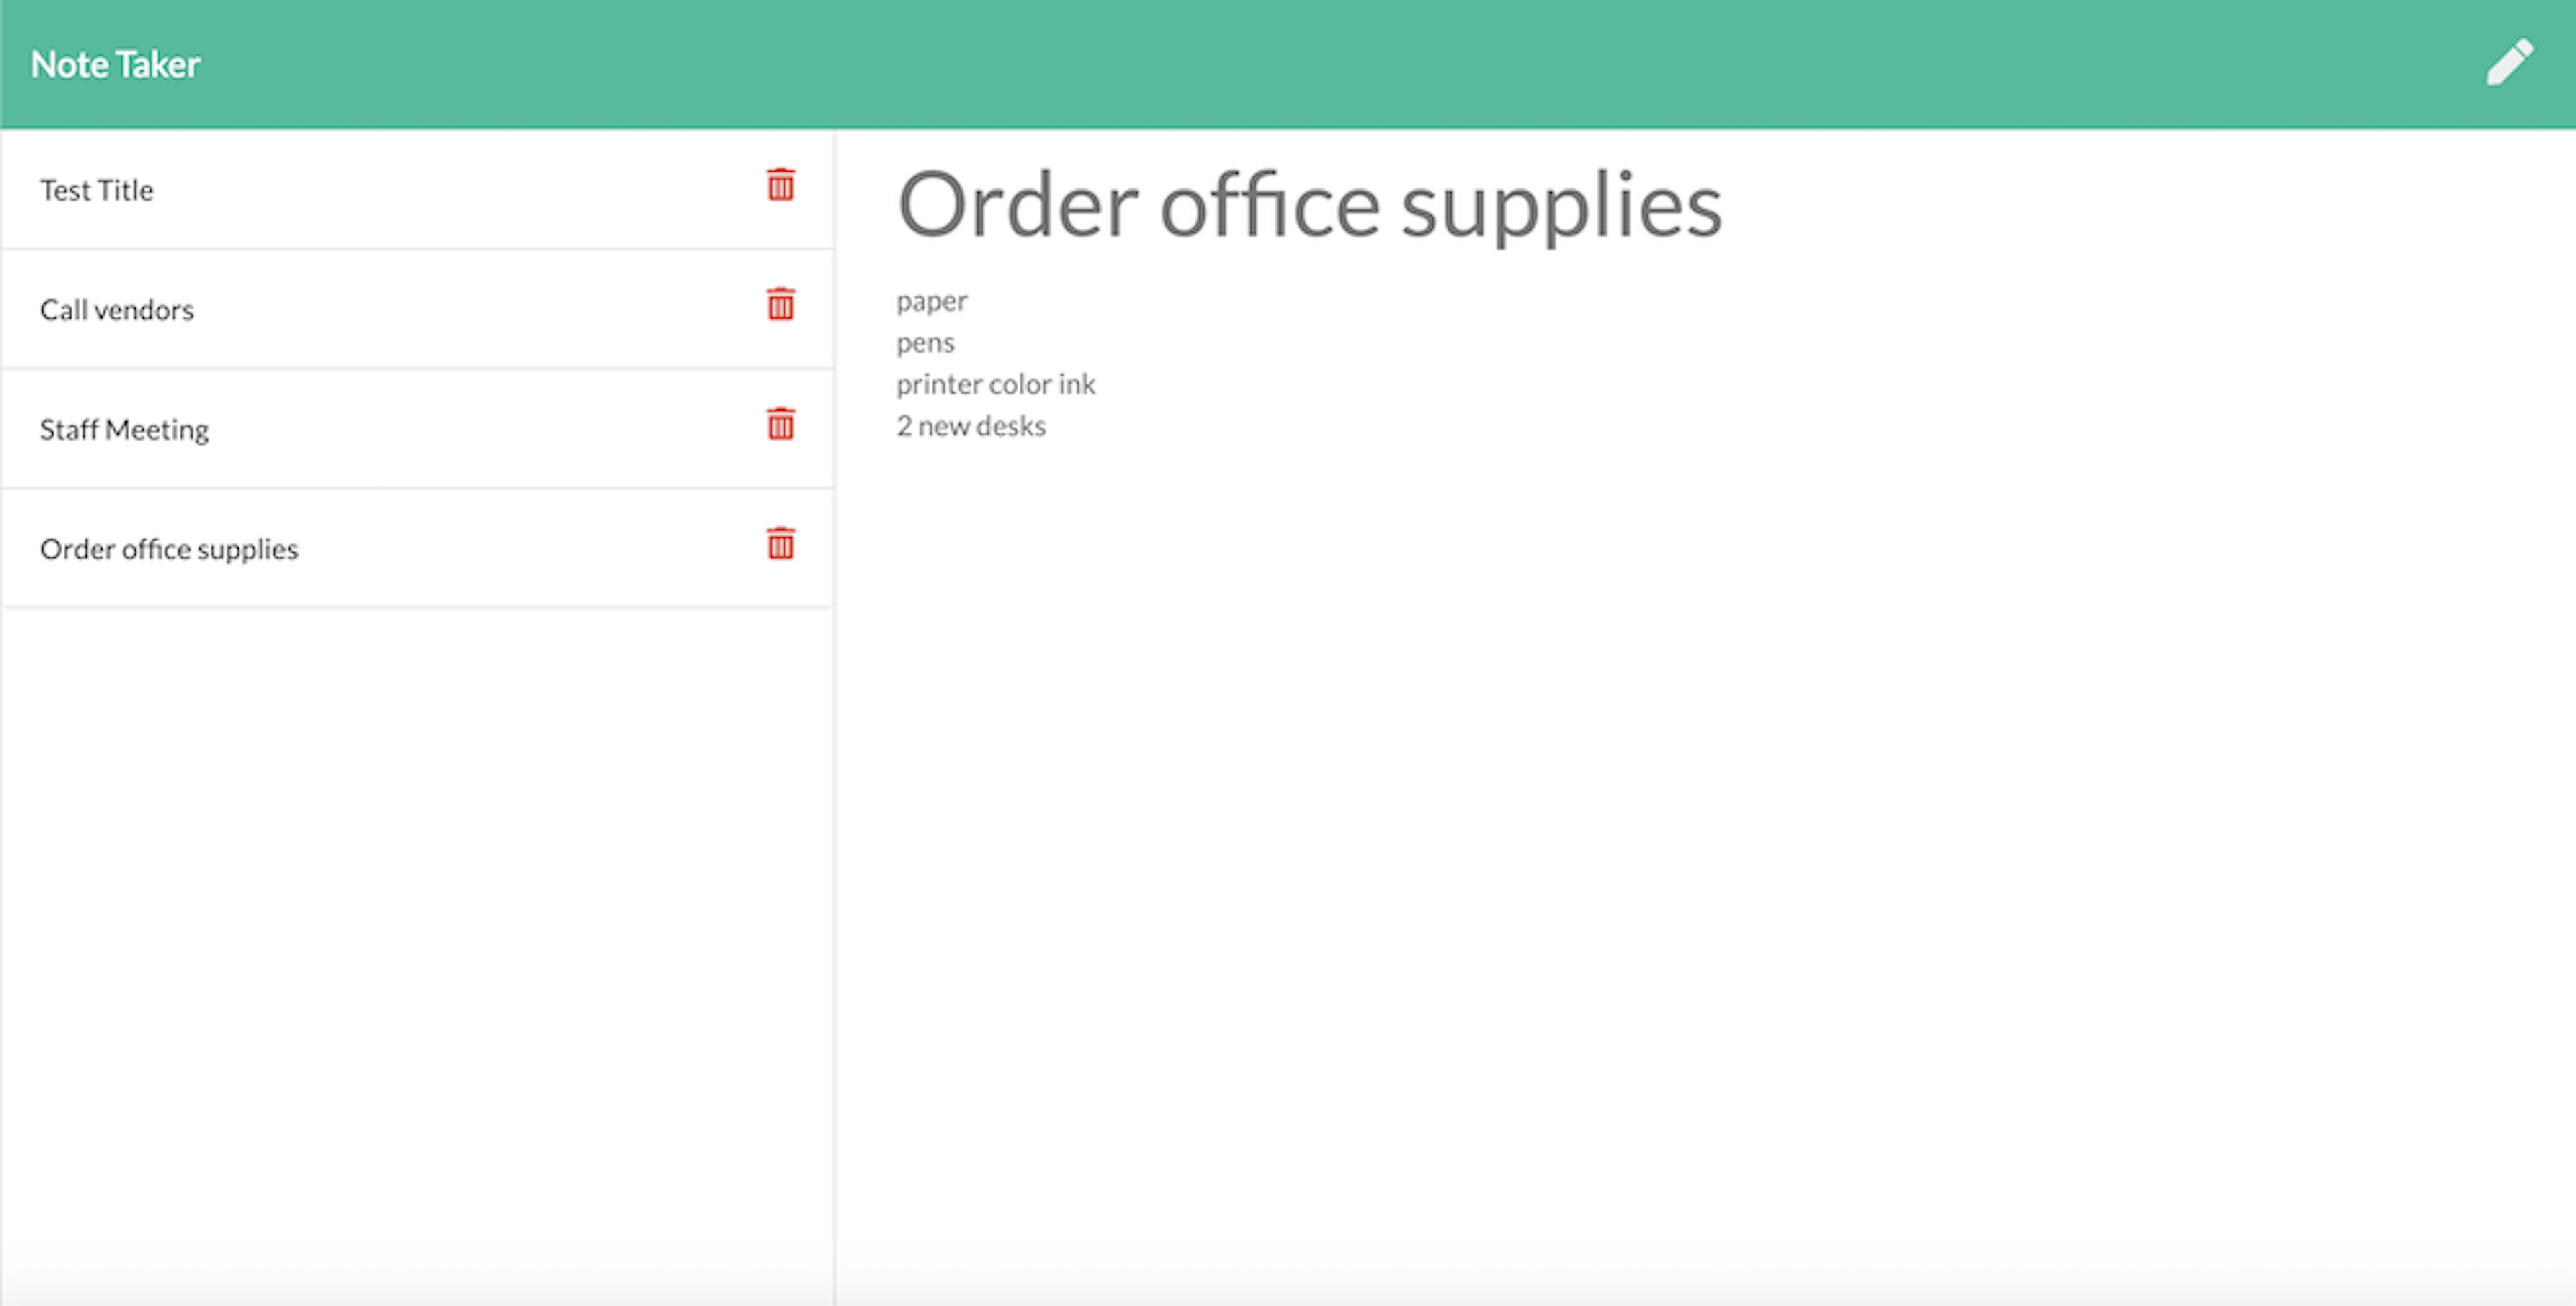 Note Taker
Test Title
Call vendors
Staff Meeting
Order office supplies
Order office supplies
paper
pens
printer color ink
2 new desks